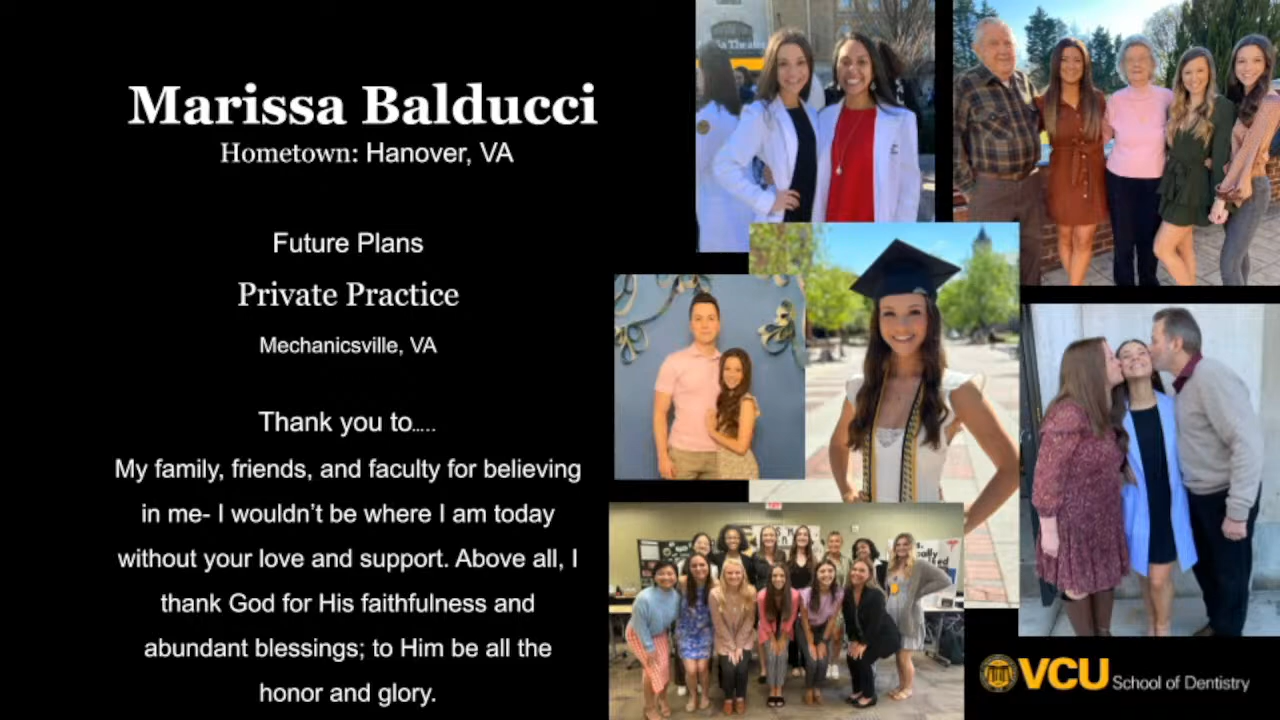 Marissa Balducci
Hometown: Hanover, VA
Future Plans
Private Practice
Mechanicsville, VA
Thank you to.....
My family, friends, and faculty for believing
in me- I wouldn't be where I am today
without your love and support. Above all, I
thank God for His faithfulness and
abundant blessings; to Him be all the
honor and glory.
VCU School of Dentistry